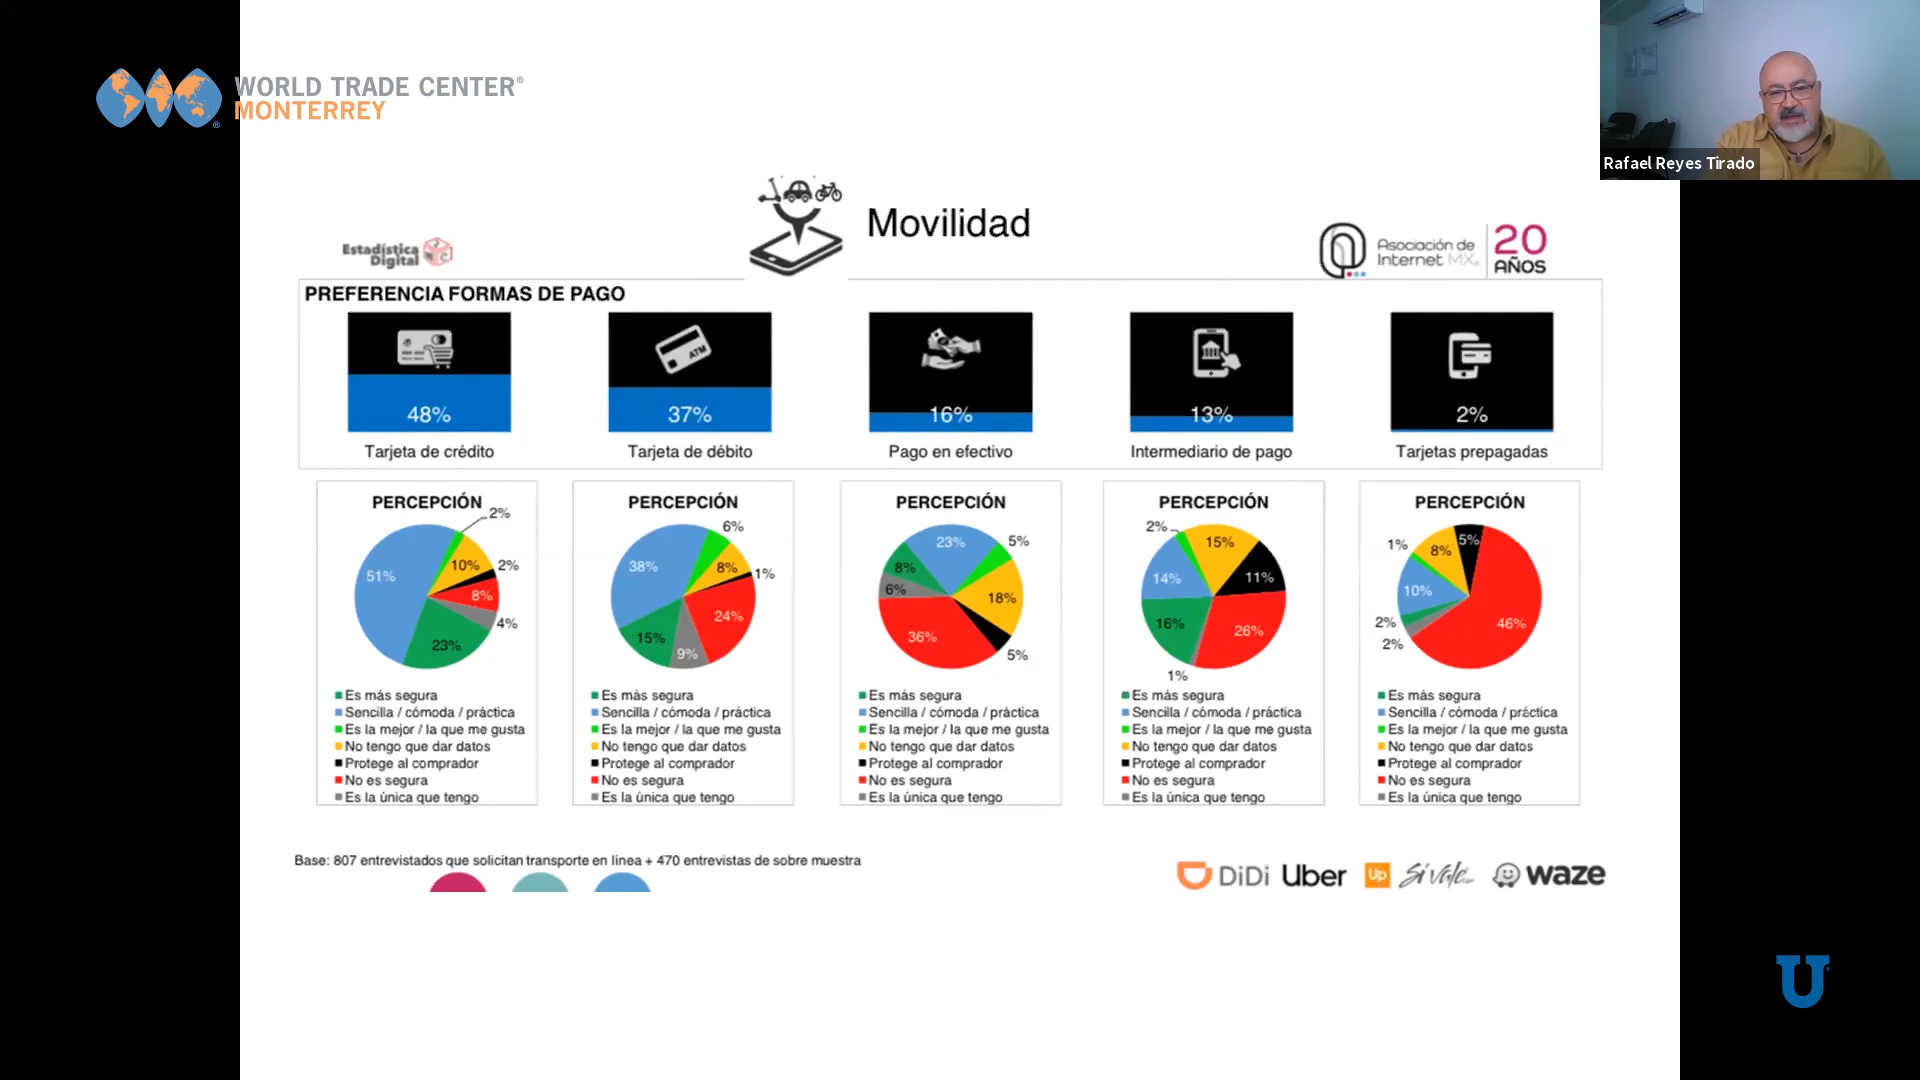 WORLD TRADE CENTER®
MONTERREY
Rafael Reyes Tirado
Movilidad
Estadística
Digital
Asociación de
Internet MX®
20
AÑOS
PREFERENCIA FORMAS DE PAGO
ATM
48%
37%
16%
13%
2%
Tarjeta de crédito
Tarjeta de débito
Pago en efectivo
Intermediario de pago
Tarjetas prepagadas
PERCEPCIÓN
2%
51%
10%
2%
8%
4%
23%
Es más segura
Sencilla / cómoda / práctica
Es la mejor / la que me gusta
No tengo que dar datos
Protege al comprador
No es segura
Es la única que tengo
PERCEPCIÓN
6%
38%
8%
1%
24%
15%
9%
Es más segura
Sencilla / cómoda / práctica
Es la mejor / la que me gusta
No tengo que dar datos
Protege al comprador
No es segura
Es la única que tengo
PERCEPCIÓN
23%
5%
8%
6%
18%
36%
5%
Es más segura
Sencilla / cómoda / práctica
Es la mejor / la que me gusta
No tengo que dar datos
Protege al comprador
No es segura
Es la única que tengo
PERCEPCIÓN
2%
15%
14%
11%
16%
26%
1%
Es más segura
Sencilla / cómoda / práctica
Es la mejor / la que me gusta
No tengo que dar datos
Protege al comprador
No es segura
Es la única que tengo
PERCEPCIÓN
1%
8%
5%
10%
2%
46%
2%
Es más segura
Sencilla / cómoda / práctica
Es la mejor / la que me gusta
No tengo que dar datos
Protege al comprador
No es segura
Es la única que tengo
Base: 807 entrevistados que solicitan transporte en línea + 470 entrevistas de sobre muestra
DiDi Uber Up Sí Vale waze
U